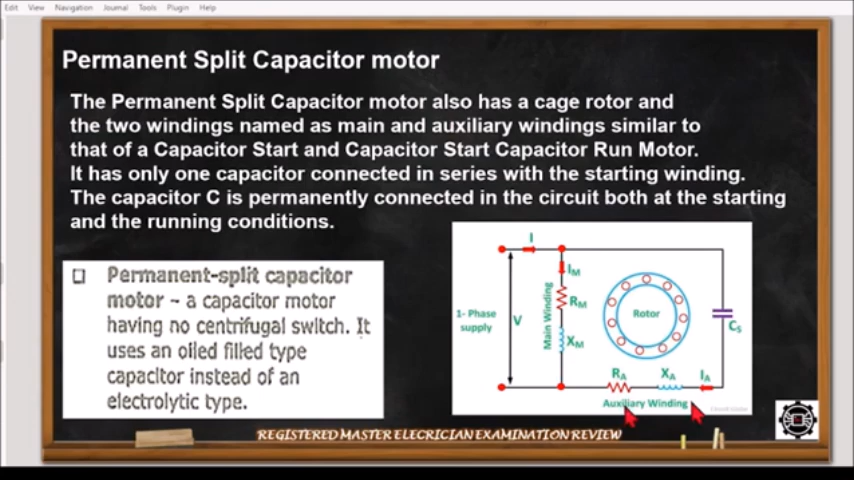 Edit View Navigation Journal Tools Plugin Help
Permanent Split Capacitor motor
The Permanent Split Capacitor motor also has a cage rotor and
the two windings named as main and auxiliary windings similar to
that of a Capacitor Start and Capacitor Start Capacitor Run Motor.
It has only one capacitor connected in series with the starting winding.
The capacitor C is permanently connected in the circuit both at the starting
and the running conditions.
Permanent-split capacitor
motor - a capacitor motor
having no centrifugal switch. It
uses an oiled filled type
capacitor instead of an
electrolytic type.
I
IM
RM
Main Winding
XM
1- Phase
supply
V
Rotor
CS
RA
XA
IA
Auxiliary Winding
Circuit Globe
REGISTERED MASTER ELECRICIAN EXAMINATION REVIEW